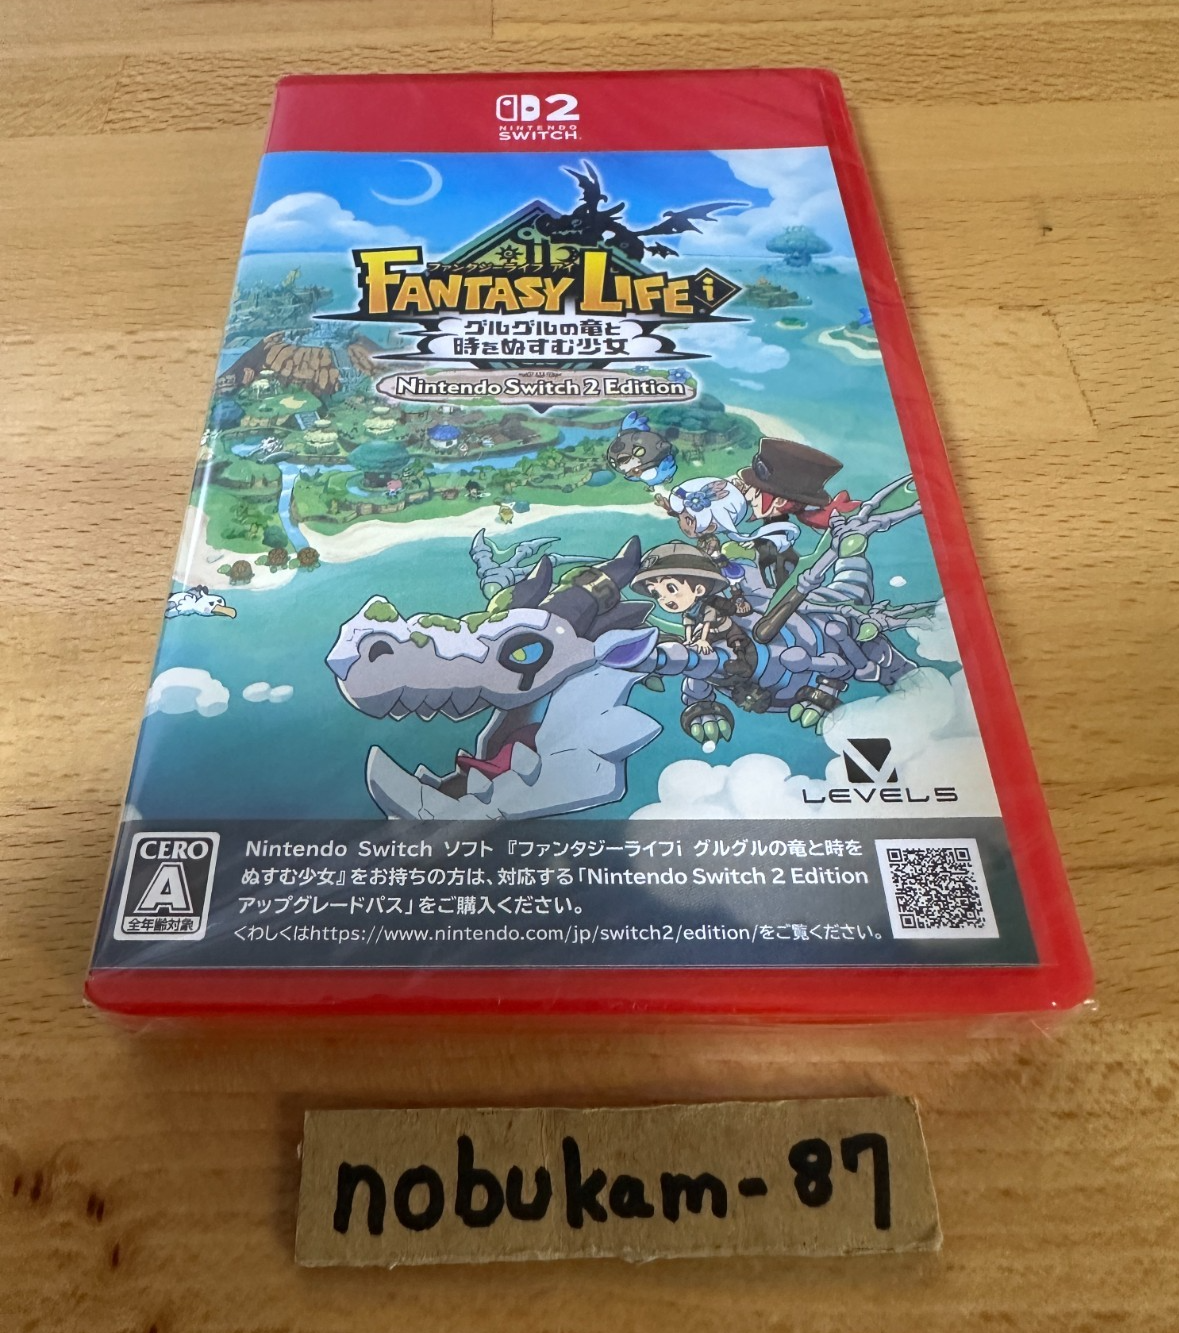 2
NINTENDO
SWITCH
ファンタジーライフ アイ
FANTASY LIFE i
グルグルの竜と
時をぬすむ少女
Nintendo Switch 2 Edition
LEVEL5
CERO
A
全年齢対象
Nintendo Switch ソフト『ファンタジーライフi グルグルの竜と時を
ぬすむ少女』をお持ちの方は、対応する「Nintendo Switch 2 Edition
アップグレードパス」をご購入ください。
くわしくはhttps://www.nintendo.com/jp/switch2/edition/をご覧ください。
nobukam-87